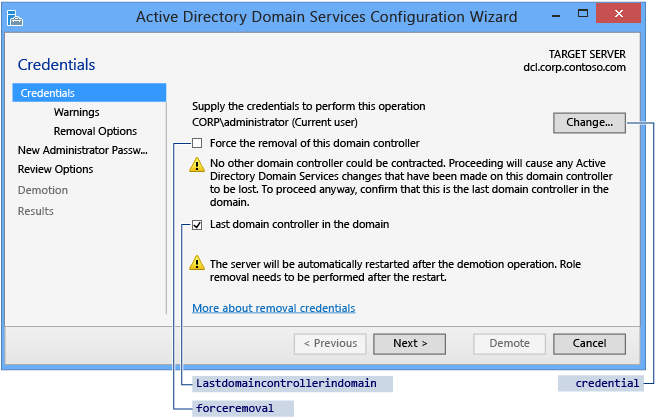 Active Directory Domain Services Configuration Wizard
TARGET SERVER
dcl.corp.contoso.com
Credentials
Credentials
Warnings
Removal Options
New Administrator Passw...
Review Options
Demotion
Results
Supply the credentials to perform this operation
CORP\administrator (Current user)
Change...
Force the removal of this domain controller
No other domain controller could be contracted. Proceeding will cause any Active
Directory Domain Services changes that have been made on this domain controller
to be lost. To proceed anyway, confirm that this is the last domain controller in the
domain.
Last domain controller in the domain
The server will be automatically restarted after the demotion operation. Role
removal needs to be performed after the restart.
More about removal credentials
< Previous
Next >
Demote
Cancel
Lastdomaincontrollerindomain
credential
forceremoval